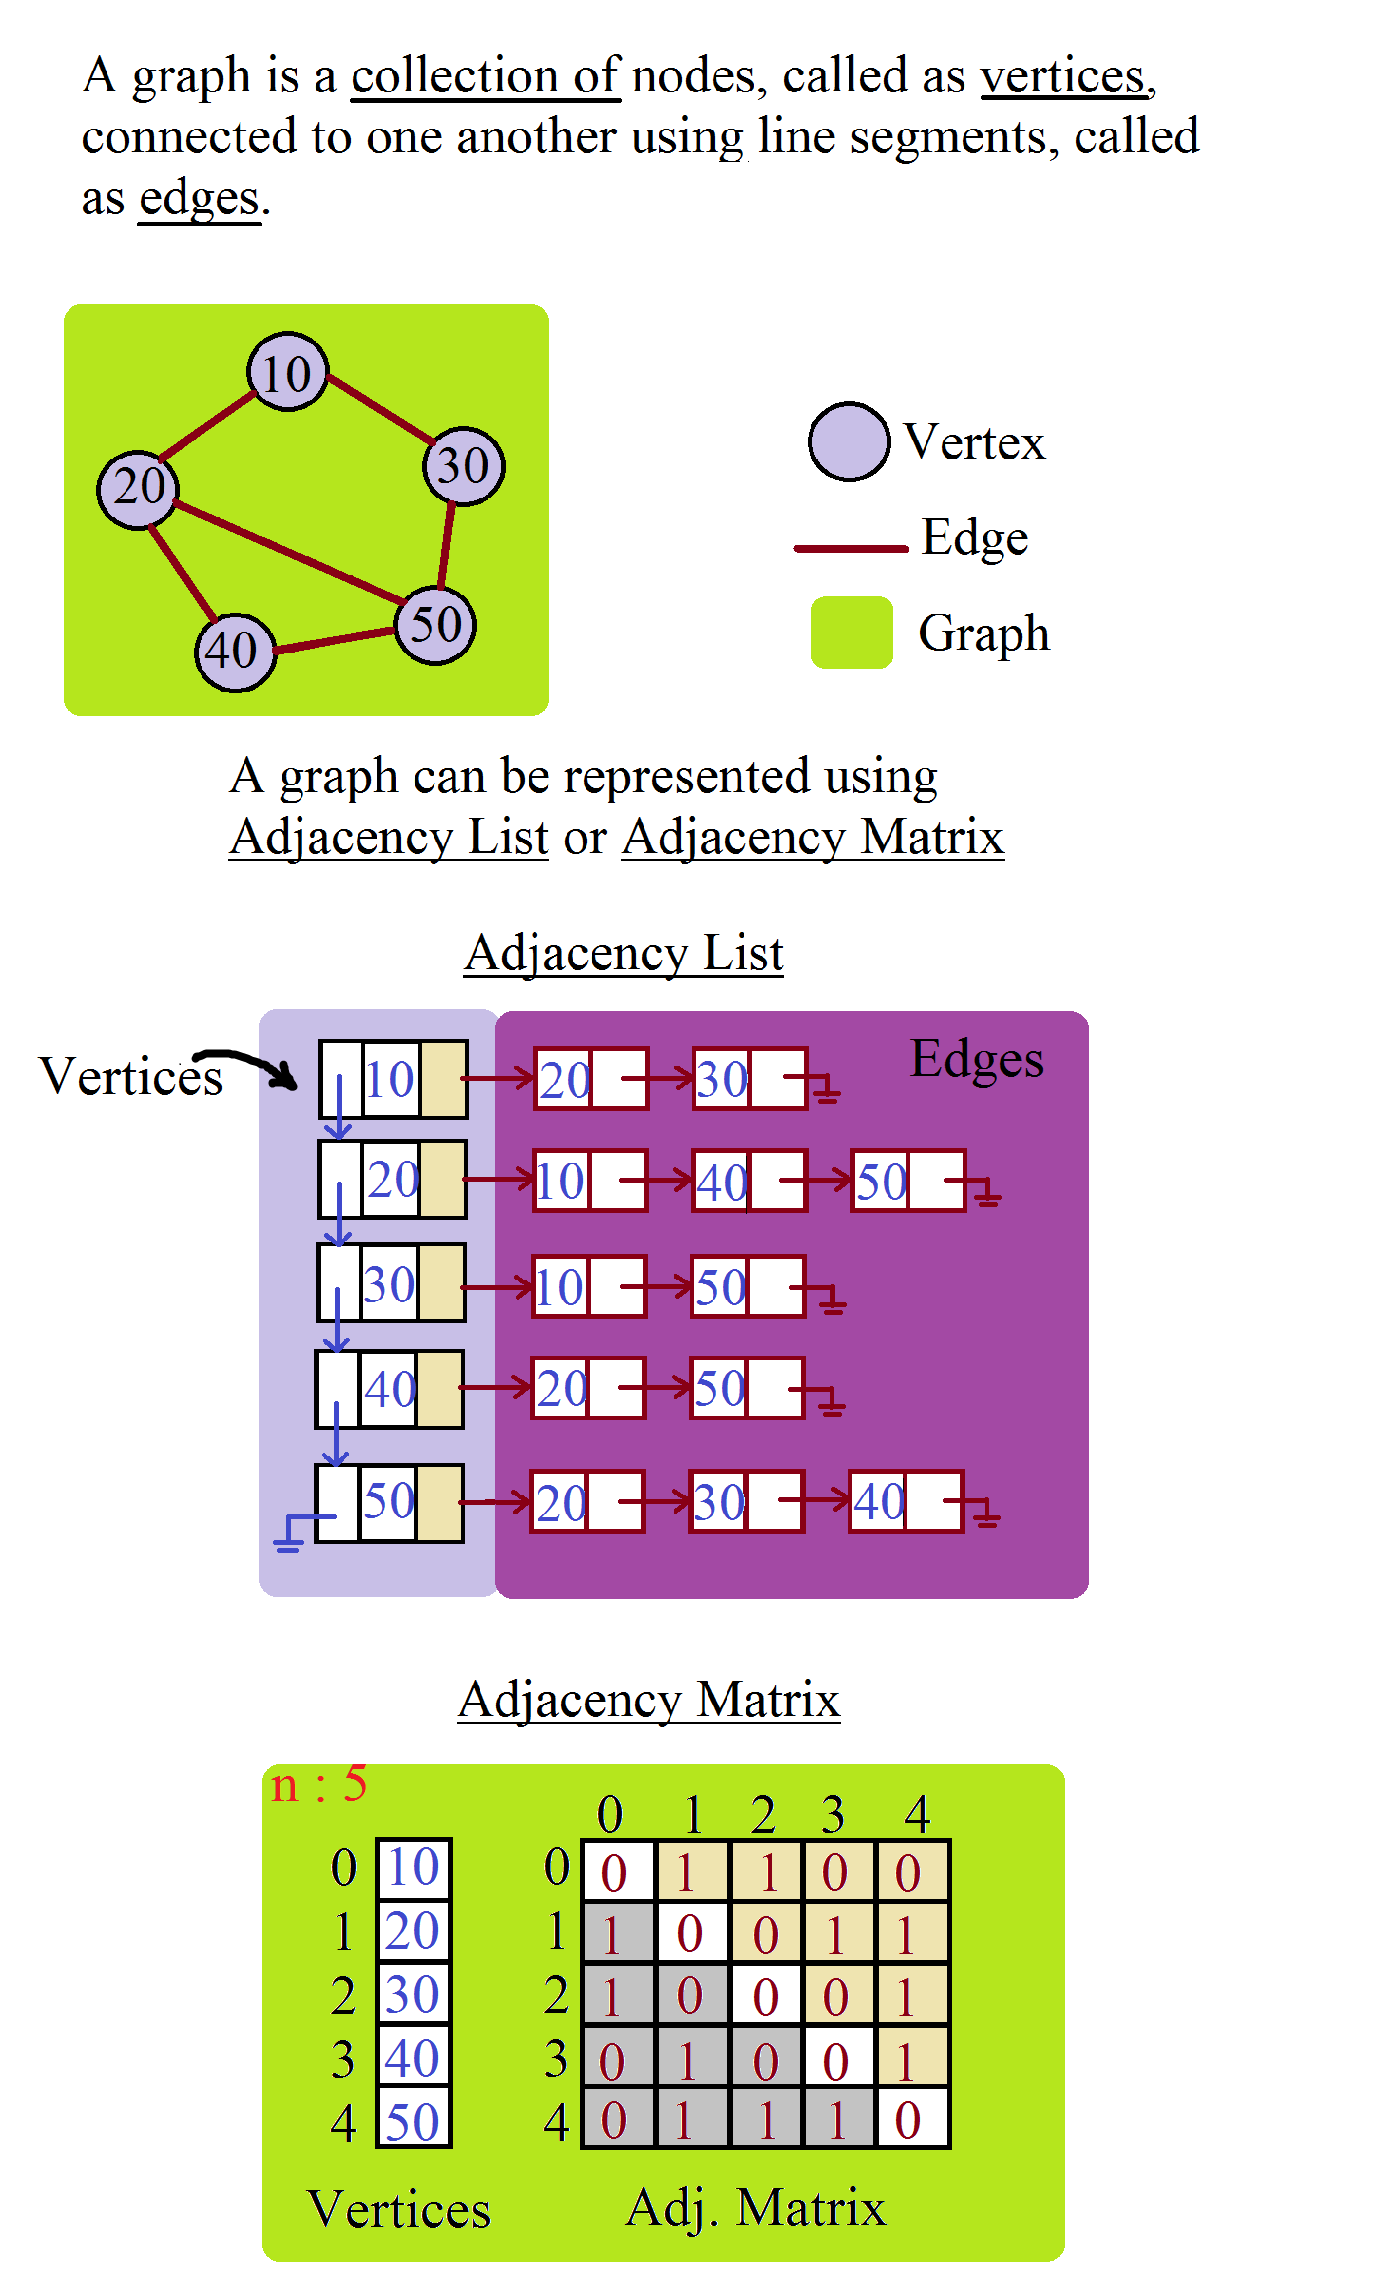 A graph is a collection of nodes, called as vertices,
connected to one another using line segments, called
as edges.
10
30
20
50
40
Vertex
Edge
Graph
A graph can be represented using
Adjacency List or Adjacency Matrix
Adjacency List
Vertices
Edges
10 20 30
20 10 40 50
30 10 50
40 20 50
50 20 30 40
Adjacency Matrix
n : 5
0 1 2 3 4
0 10 0 0 1 1 0 0
1 20 1 1 0 0 1 1
2 30 2 1 0 0 0 1
3 40 3 0 1 0 0 1
4 50 4 0 1 1 1 0
Vertices Adj. Matrix